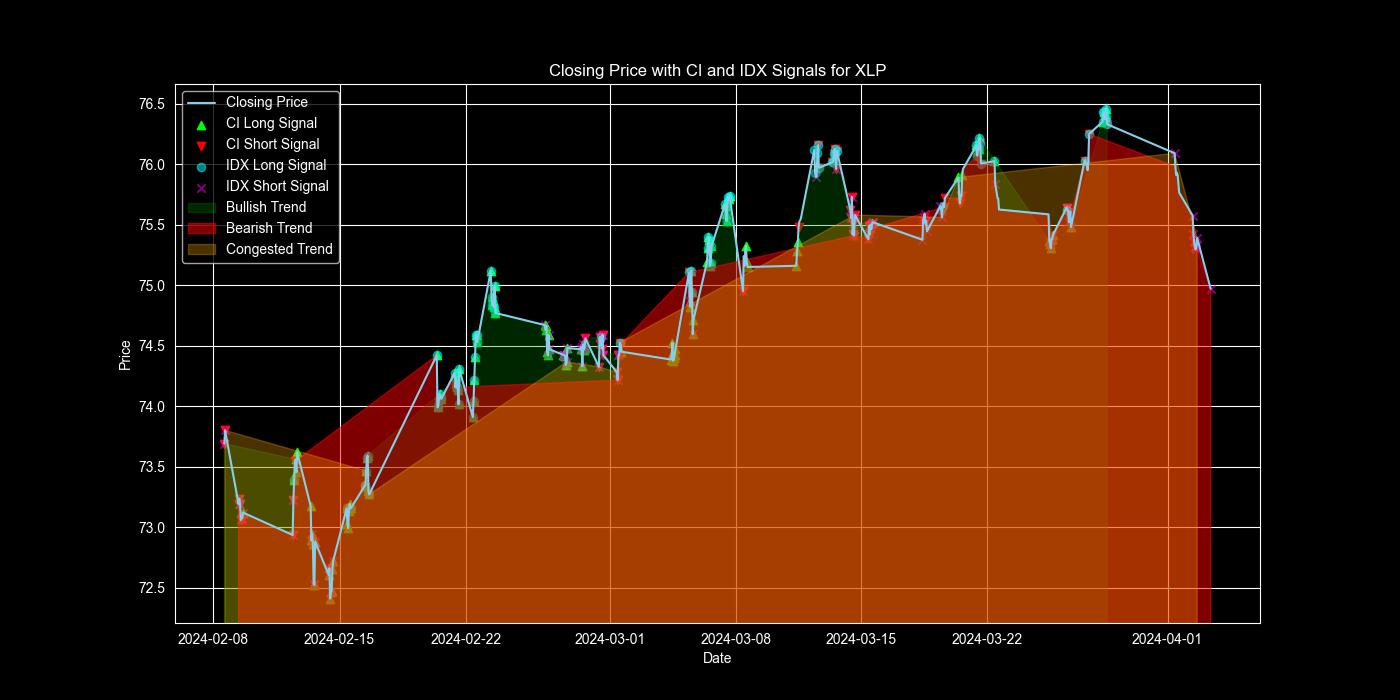 Closing Price with CI and IDX Signals for XLP
Closing Price
CI Long Signal
CI Short Signal
IDX Long Signal
IDX Short Signal
Bullish Trend
Bearish Trend
Congested Trend
Price
76.5
76.0
75.5
75.0
74.5
74.0
73.5
73.0
72.5
2024-02-08 2024-02-15 2024-02-22 2024-03-01 2024-03-08 2024-03-15 2024-03-22 2024-04-01
Date